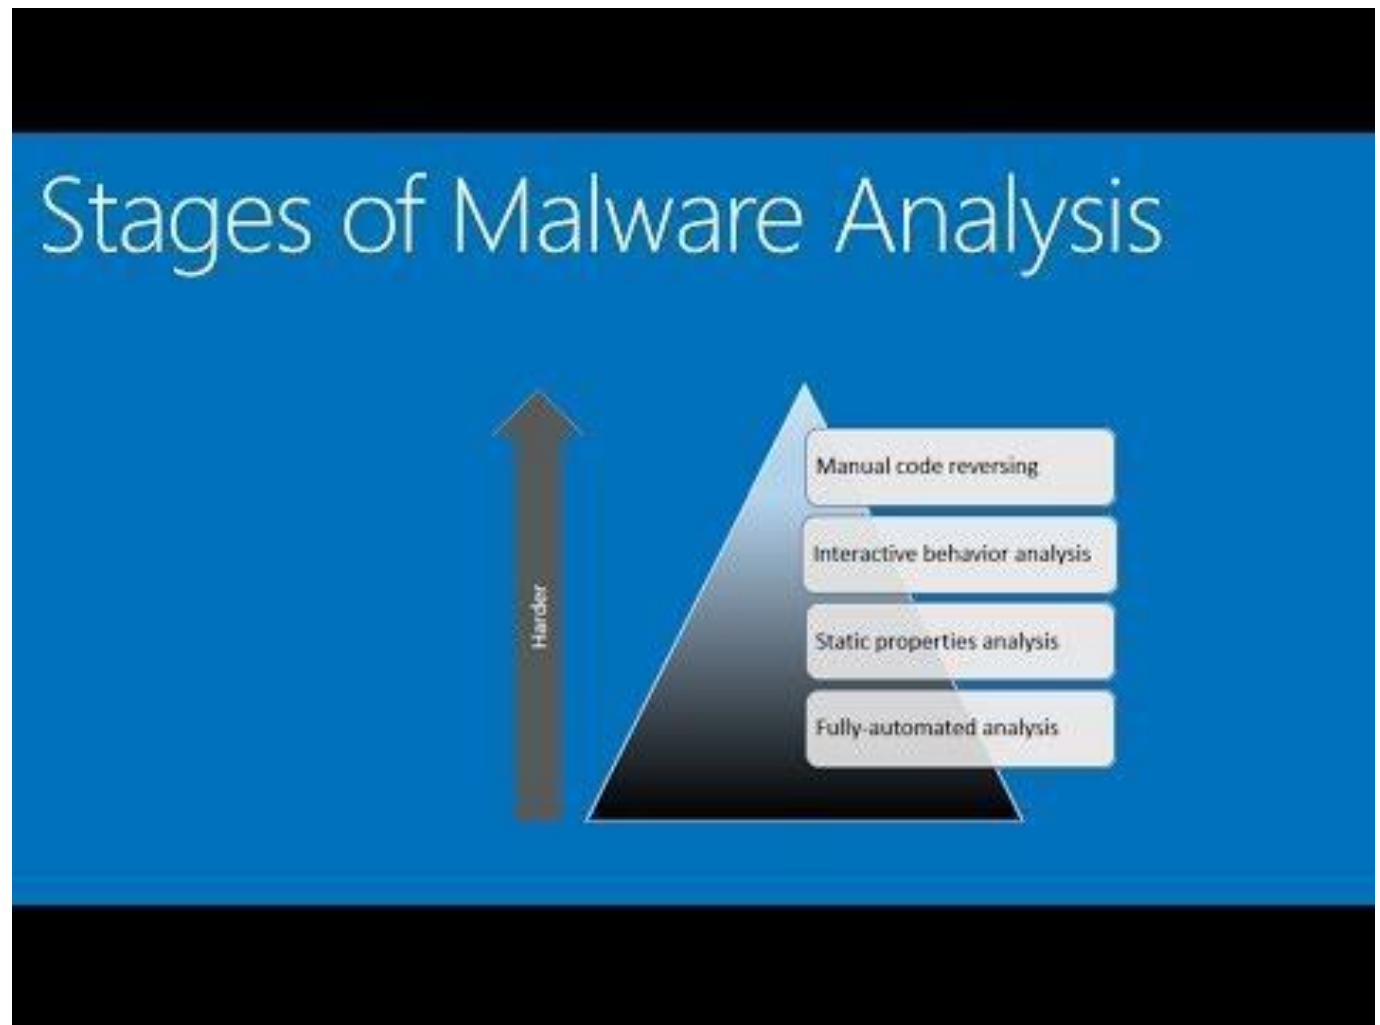 Stages of Malware Analysis
Manual code reversing
Interactive behavior analysis
Harder
Static properties analysis
Fully-automated analysis